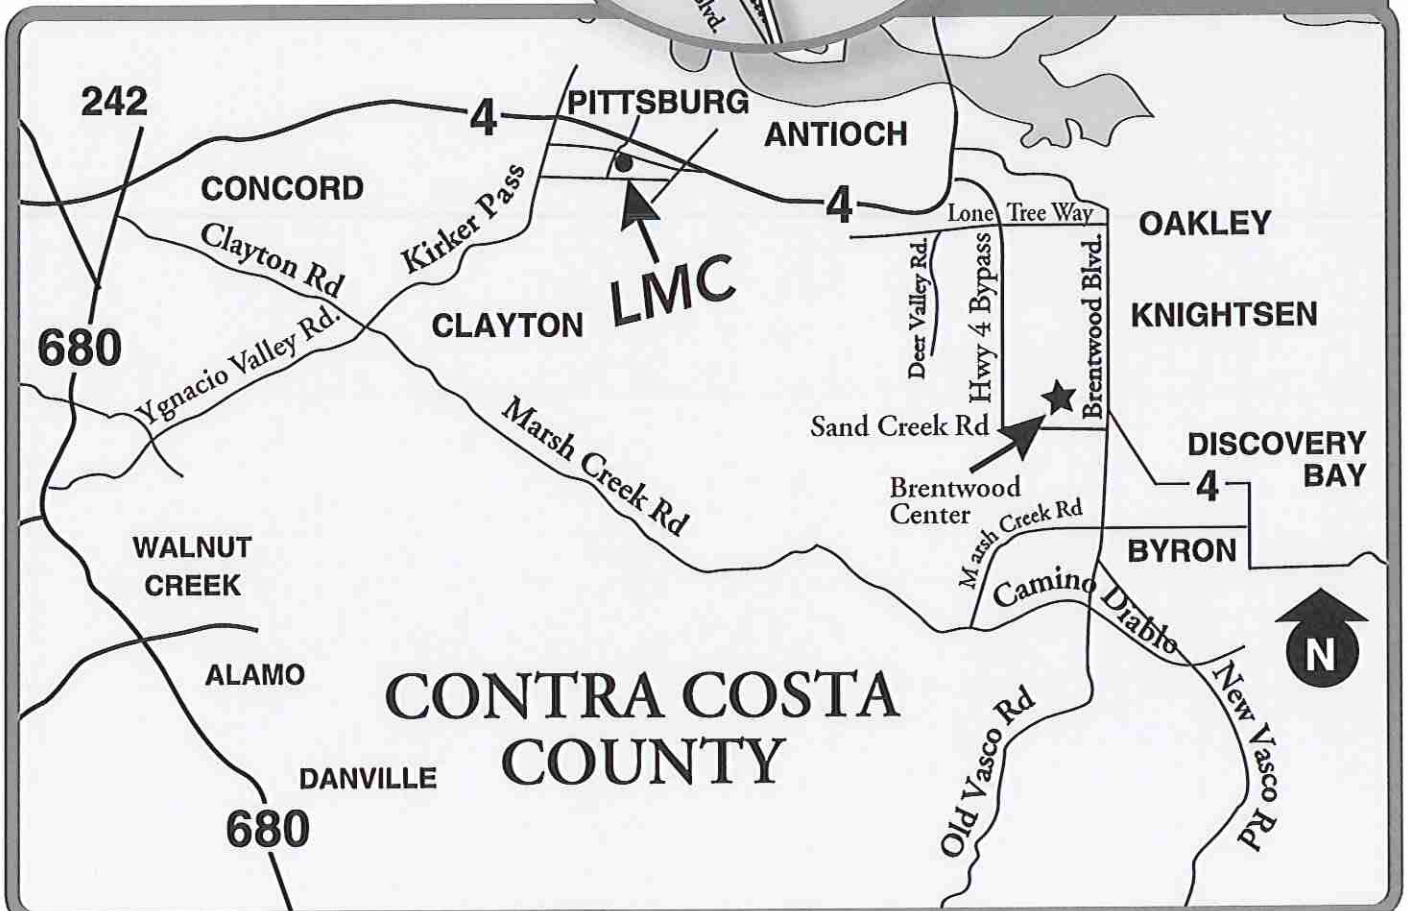 Blvd.
242
4
PITTSBURG
ANTIOCH
CONCORD
Kirker Pass
4
Lone Tree Way
OAKLEY
Clayton Rd
LMC
Deer Valley Rd.
Hwy 4 Bypass
Brentwood Blvd.
KNIGHTSEN
680
CLAYTON
Ygnacio Valley Rd.
Marsh Creek Rd
Sand Creek Rd
DISCOVERY
BAY
4
Brentwood
Center
Marsh Creek Rd
BYRON
WALNUT
CREEK
Camino Diablo
N
ALAMO
CONTRA COSTA
COUNTY
Old Vasco Rd
New Vasco Rd
DANVILLE
680